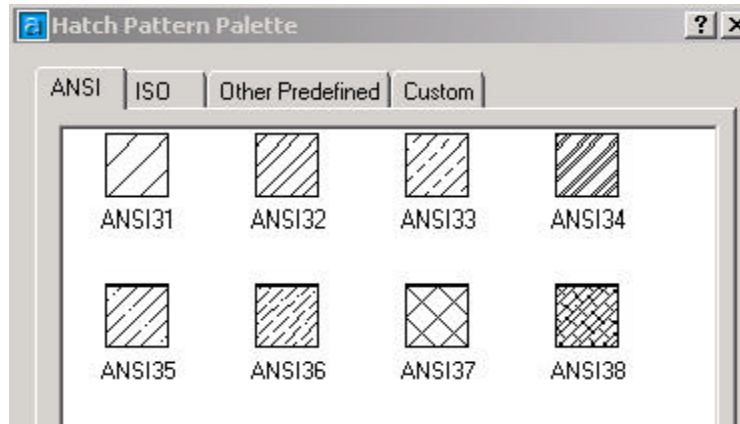 a Hatch Pattern Palette ? ×
ANSI ISO Other Predefined Custom
ANSI31 ANSI32 ANSI33 ANSI34
ANSI35 ANSI36 ANSI37 ANSI38